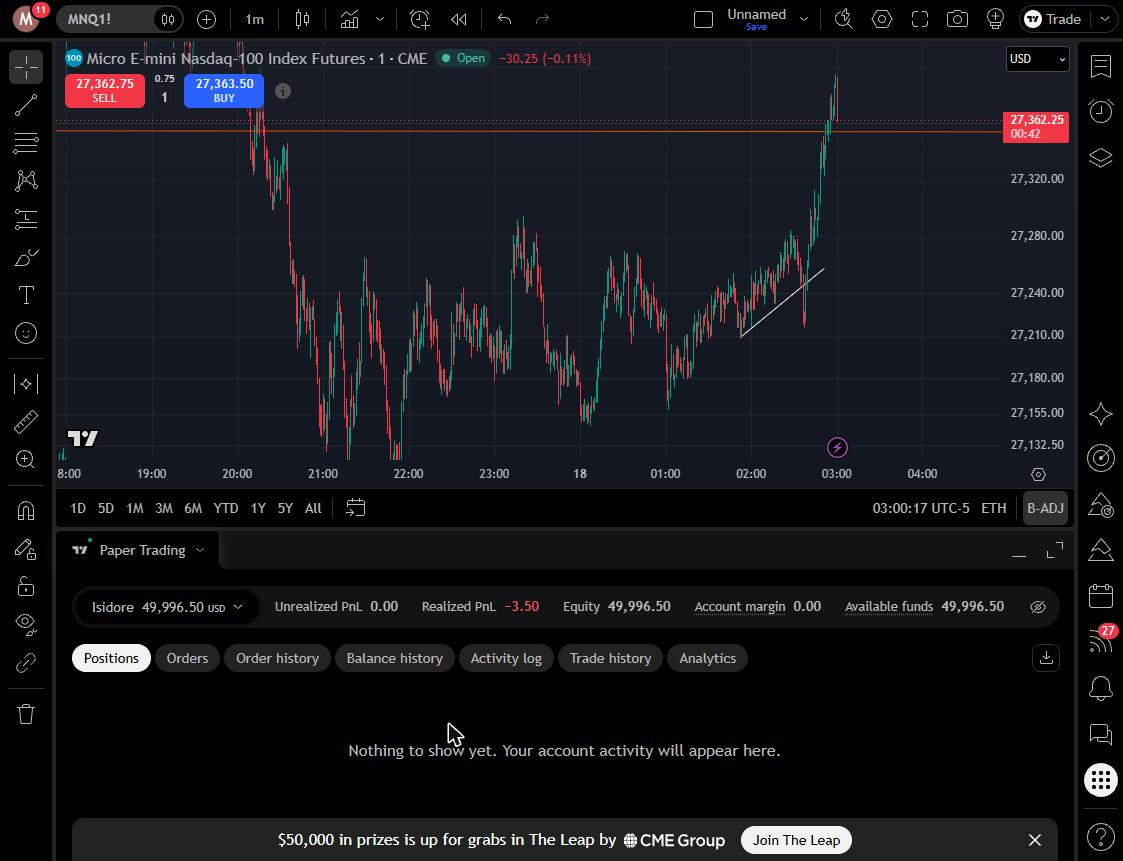 M 11 MNQ1! 1m Unnamed Save Trade
100 Micro E-mini Nasdaq-100 Index Futures · 1 · CME Open −30.25 (−0.11%) USD
27,362.75 SELL 0.75 1 27,363.50 BUY
27,362.25
00:42
27,320.00
27,280.00
27,240.00
27,210.00
27,180.00
27,155.00
27,132.50
8:00 19:00 20:00 21:00 22:00 23:00 18 01:00 02:00 03:00 04:00
1D 5D 1M 3M 6M YTD 1Y 5Y All 03:00:17 UTC-5 ETH B-ADJ
Paper Trading
Isidore 49,996.50 USD Unrealized PnL 0.00 Realized PnL −3.50 Equity 49,996.50 Account margin 0.00 Available funds 49,996.50
27
Positions Orders Order history Balance history Activity log Trade history Analytics
Nothing to show yet. Your account activity will appear here.
$50,000 in prizes is up for grabs in The Leap by CME Group Join The Leap